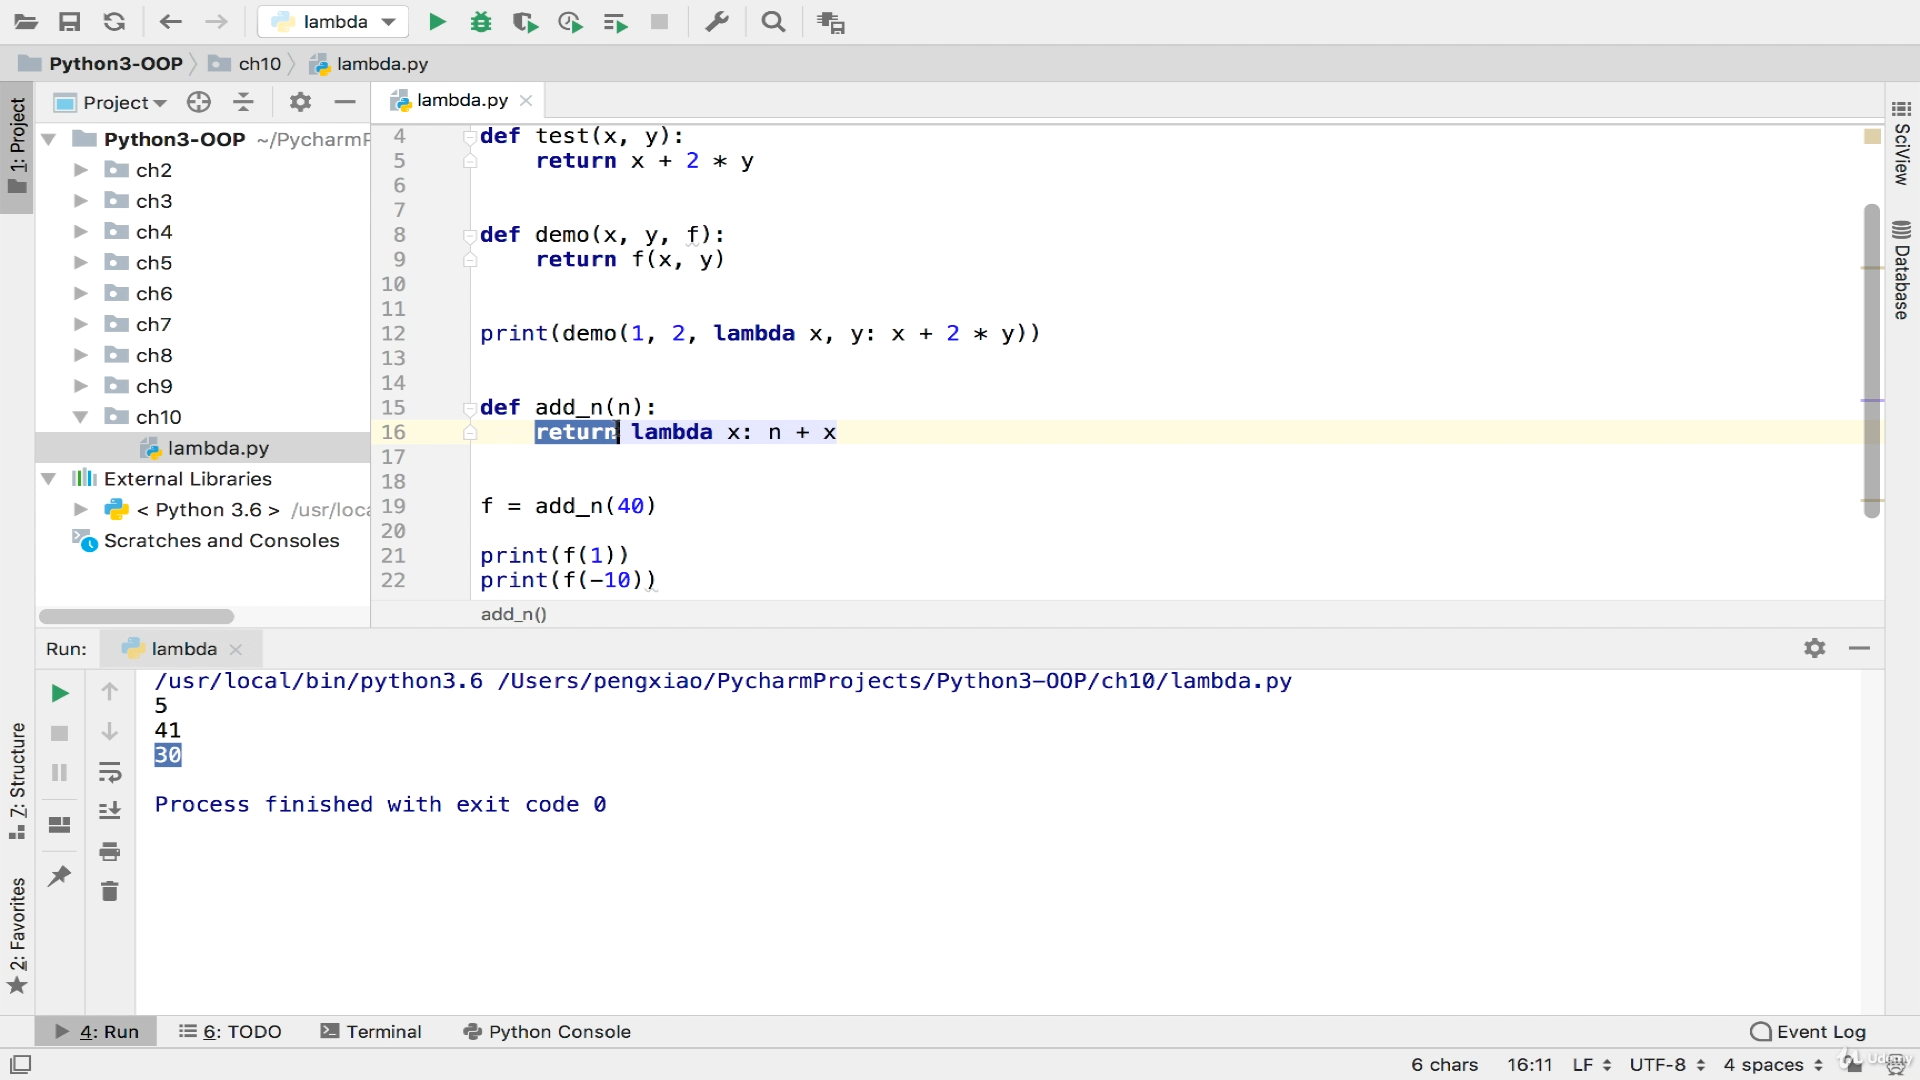 lambda
Python3-OOP
ch10
lambda.py
1: Project
Project
lambda.py
Python3-OOP ~/PycharmP
ch2
ch3
ch4
ch5
ch6
ch7
ch8
ch9
ch10
lambda.py
External Libraries
< Python 3.6 > /usr/loca
Scratches and Consoles
4 def test(x, y):
5 return x + 2 * y
6
7
8 def demo(x, y, f):
9 return f(x, y)
10
11
12 print(demo(1, 2, lambda x, y: x + 2 * y))
13
14
15 def add_n(n):
16 return lambda x: n + x
17
18
19 f = add_n(40)
20
21 print(f(1))
22 print(f(-10))
add_n()
SciView
Database
Run: lambda
/usr/local/bin/python3.6 /Users/pengxiao/PycharmProjects/Python3-OOP/ch10/lambda.py
5
41
30
Process finished with exit code 0
7: Structure
2: Favorites
4: Run
6: TODO
Terminal
Python Console
Event Log
6 chars
16:11
LF
UTF-8
4 spaces
Udemy